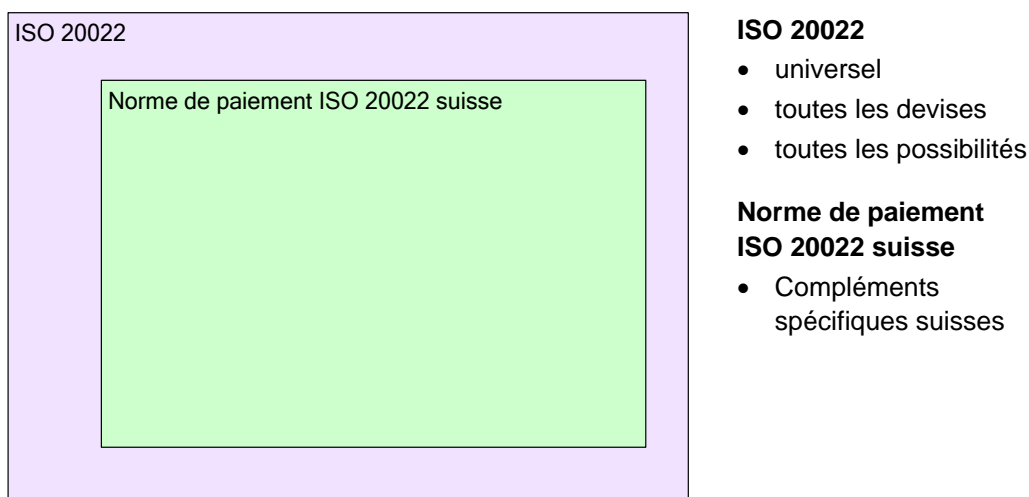 ISO 20022
Norme de paiement ISO 20022 suisse
ISO 20022
• universel
• toutes les devises
• toutes les possibilités
Norme de paiement
ISO 20022 suisse
• Compléments
spécifiques suisses